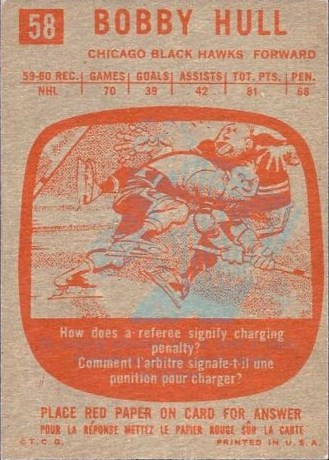 58 BOBBY HULL
CHICAGO BLACK HAWKS FORWARD
59-60 REC. GAMES GOALS ASSISTS TOT. PTS. PEN.
NHL 70 39 42 81 68
How does a referee signify charging
penalty?
Comment l'arbitre signale-t-il une
punition pour charger?
PLACE RED PAPER ON CARD FOR ANSWER
POUR LA RÉPONSE METTEZ LE PAPIER ROUGE SUR LA CARTE
© T.C.G. PRINTED IN U.S.A.